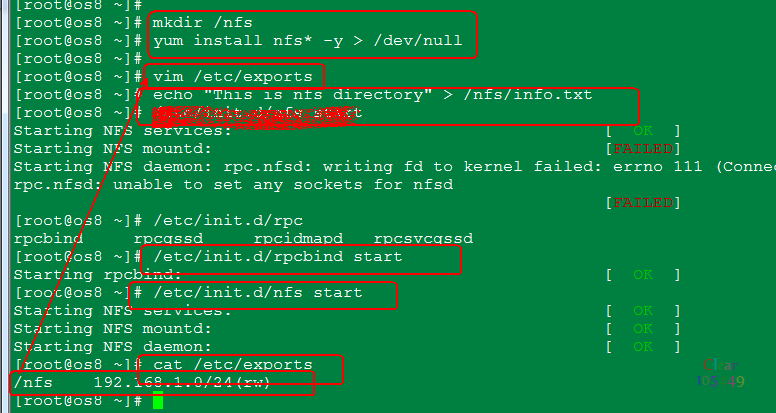 [root@os8 ~]#
[root@os8 ~]# mkdir /nfs
[root@os8 ~]# yum install nfs* -y > /dev/null
[root@os8 ~]#
[root@os8 ~]# vim /etc/exports
[root@os8 ~]# echo "This is nfs directory" > /nfs/info.txt
[root@os8 ~]#
Starting NFS services: [ OK ]
Starting NFS mountd: [FAILED]
Starting NFS daemon: rpc.nfsd: writing fd to kernel failed: errno 111 (Conne
rpc.nfsd: unable to set any sockets for nfsd
[FAILED]
[root@os8 ~]# /etc/init.d/rpc
rpcbind rpcgssd rpcidmapd rpcsvcgssd
[root@os8 ~]# /etc/init.d/rpcbind start
Starting rpcbind: [ OK ]
[root@os8 ~]# /etc/init.d/nfs start
Starting NFS services: [ OK ]
Starting NFS mountd: [ OK ]
Starting NFS daemon: [ OK ]
[root@os8 ~]# cat /etc/exports
/nfs 192.168.1.0/24(rw)
[root@os8 ~]#